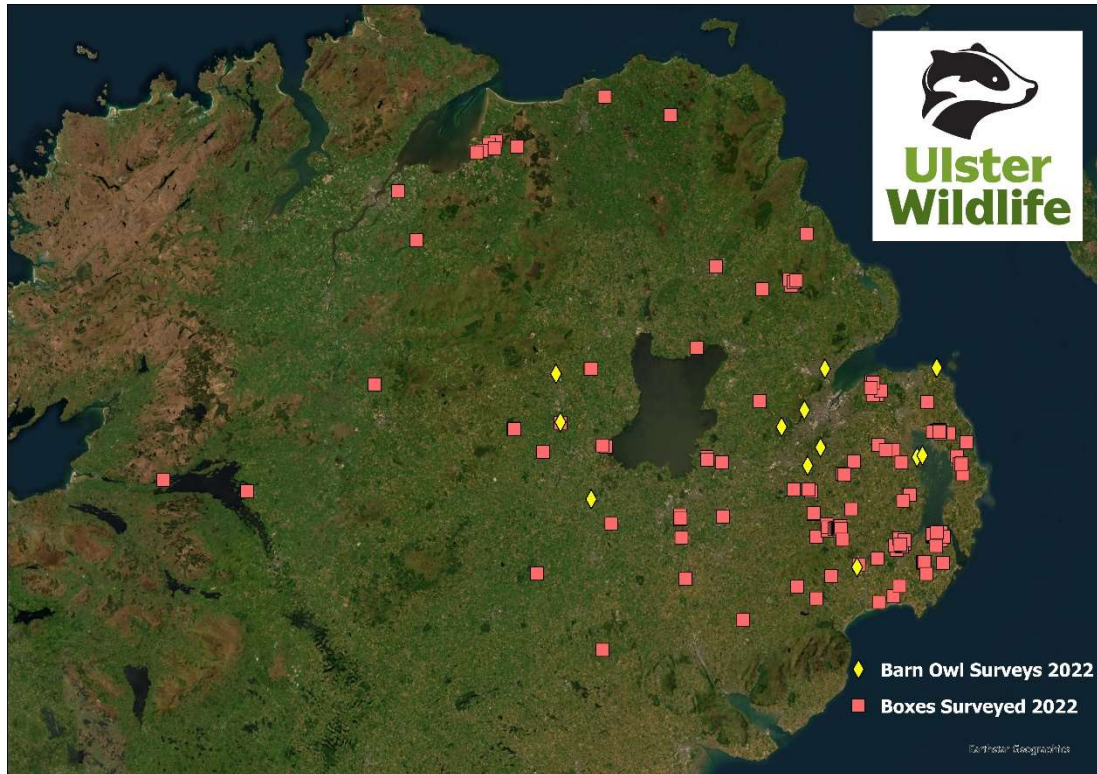 Ulster
Wildlife
Barn Owl Surveys 2022
Boxes Surveyed 2022
Earthstar Geographics